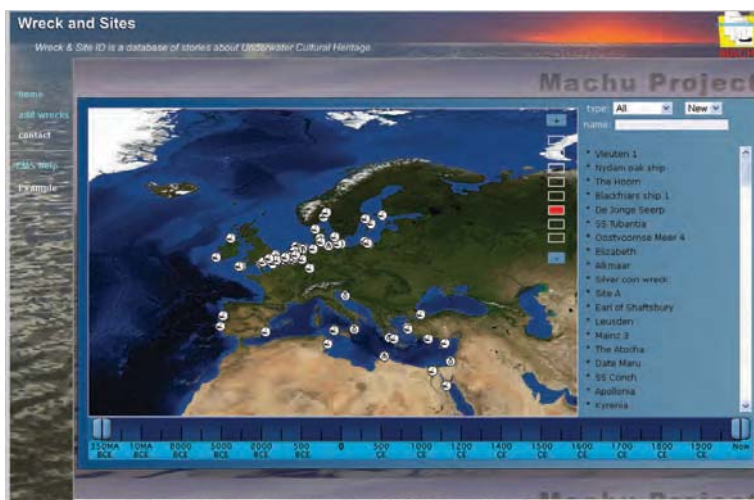 Wreck and Sites
Wreck & Site ID is a database of stories about Underwater Cultural Heritage.
Machu Project
home
add wrecks
contact
CMS help
Example
type: All New
name:
Vleuten 1
Nydam oak ship
The Hoorn
Blackfriars ship 1
De Jonge Seerp
SS Tubantia
Oostvoornse Meer 4
Elizabeth
Alkmaar
Silver coin wreck
Site A
Earl of Shaftsbury
Leusden
Mainz 3
The Atocha
Date Maru
SS Conch
Apollonia
Kyrenia
350MA BCE 10MA BCE 8000 BCE 5000 BCE 2000 BCE 500 BCE 0 500 CE 1000 CE 1200 CE 1400 CE 1600 CE 1700 CE 1800 CE 1900 CE Now
Machu Project